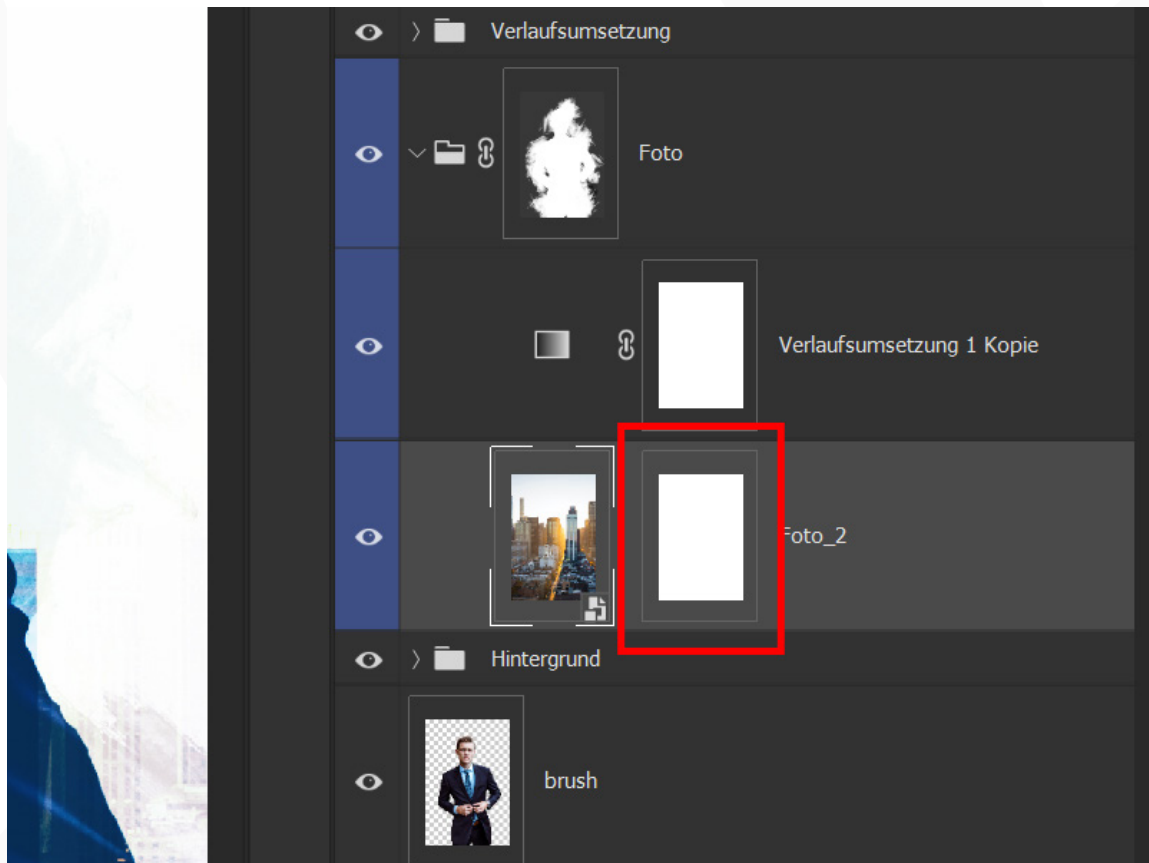 Verlaufsumsetzung
Foto
Verlaufsumsetzung 1 Kopie
Foto_2
Hintergrund
brush